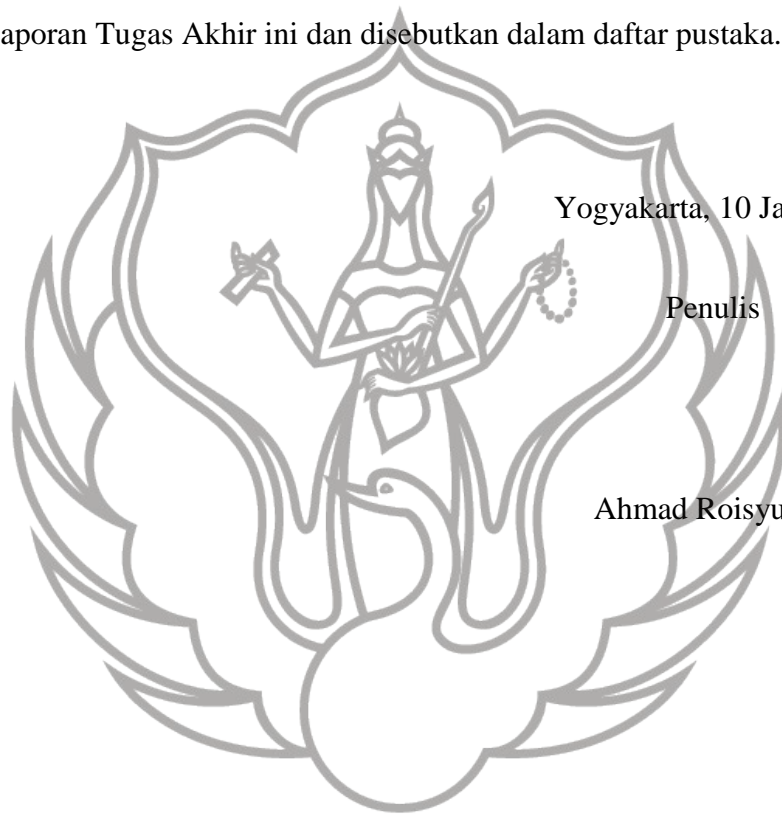 aporan Tugas Akhir ini dan disebutkan dalam daftar pustaka.
Yogyakarta, 10 Ja
Penulis
Ahmad Roisyu